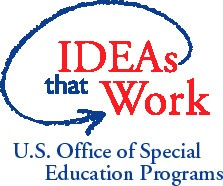 IDEAs
that Work
U.S. Office of Special
Education Programs